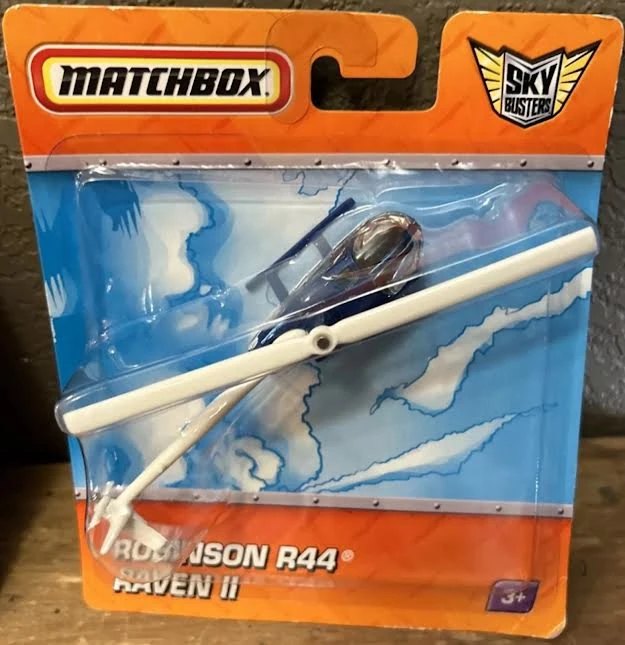 MATCHBOX
SKY
BUSTERS
ROBINSON R44®
RAVEN II
3+